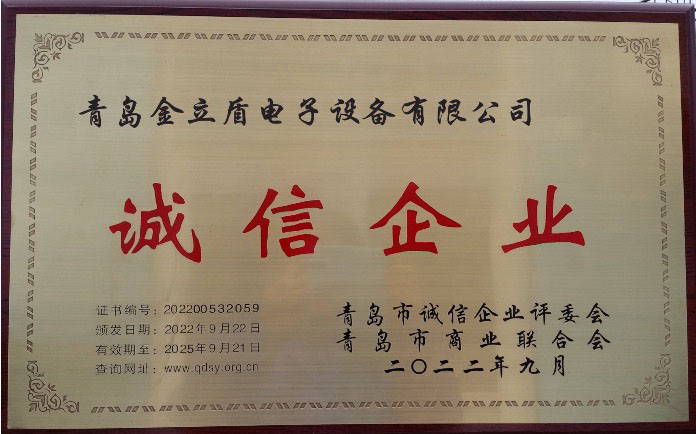 青岛金立盾电子设备有限公司
诚信企业
证书编号：202200532059
颁发日期：2022年9月22日
有效期至：2025年9月21日
查询网址：www.qdsy.org.cn
青岛市诚信企业评委会
青岛市商业联合会
二〇二二年九月